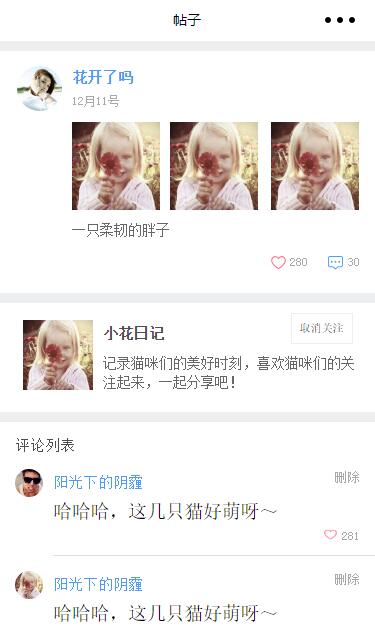 帖子
花开了吗
12月11号
一只柔韧的胖子
280 30
小花日记
取消关注
记录猫咪们的美好时刻，喜欢猫咪们的关
注起来，一起分享吧！
评论列表
阳光下的阴霾
删除
哈哈哈，这几只猫好萌呀～
281
阳光下的阴霾
删除
哈哈哈，这几只猫好萌呀～